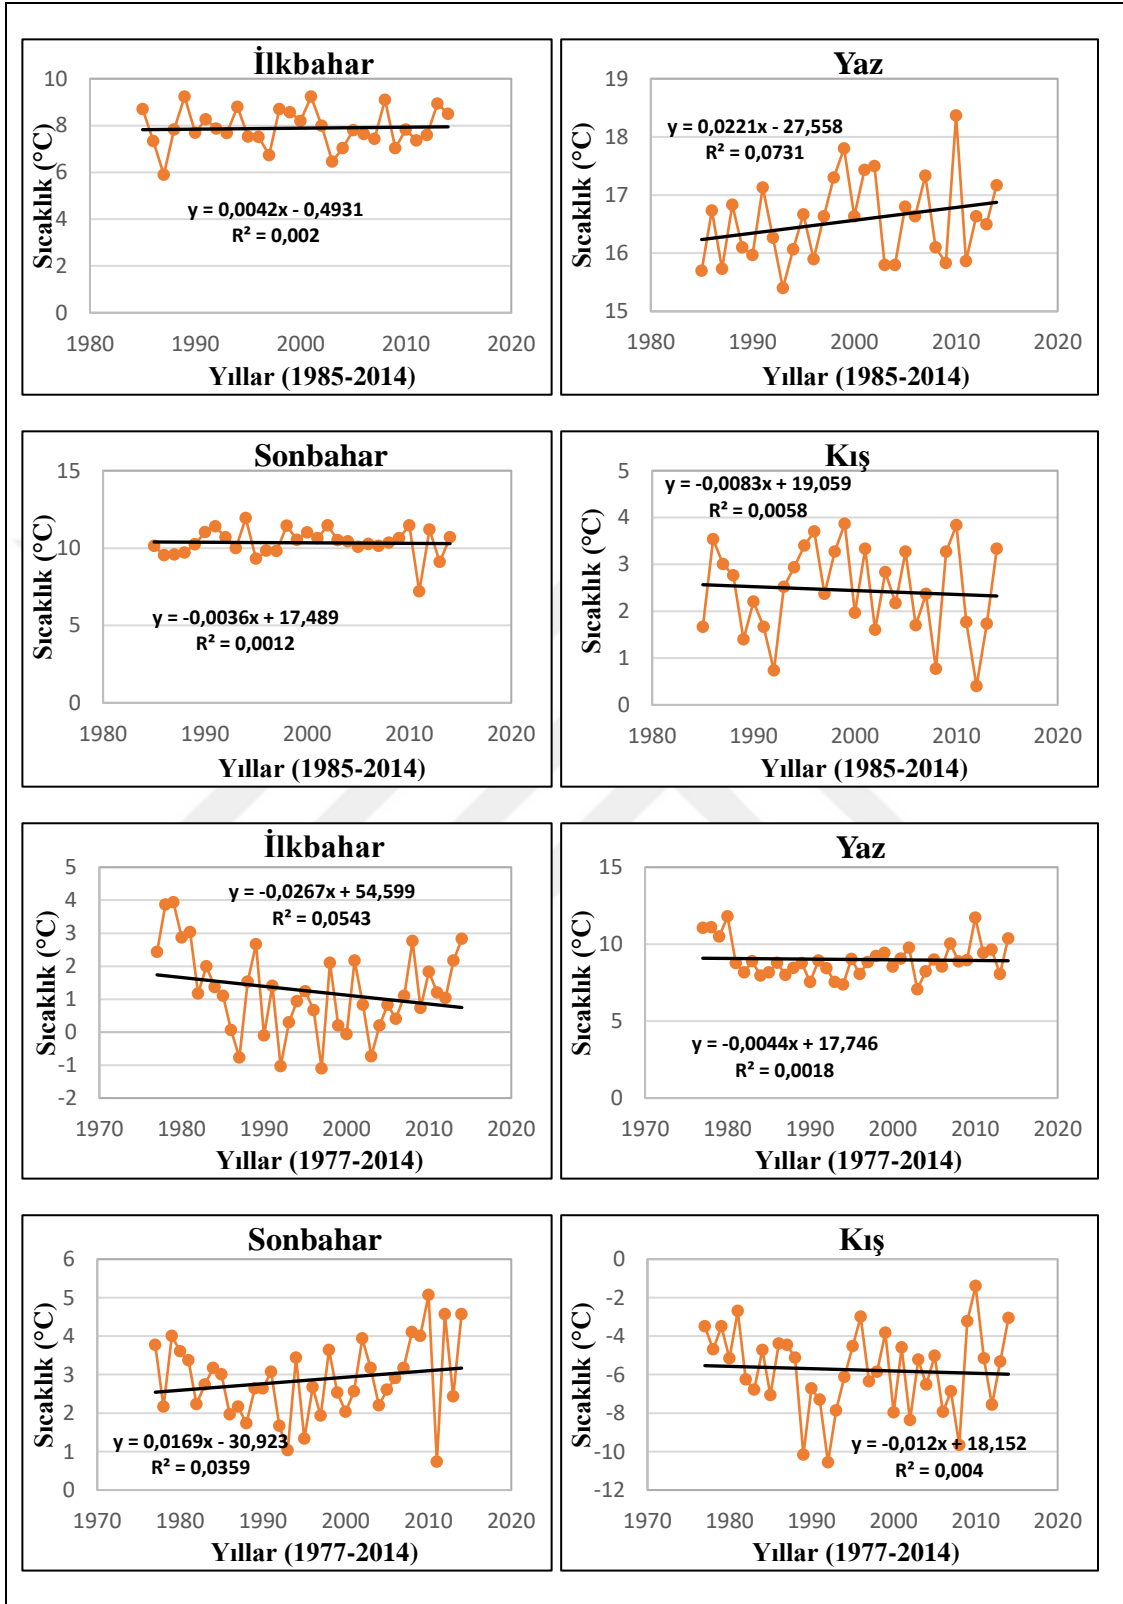 İlkbahar
10
8
6
4
2
0
y = 0,0042x - 0,4931
R² = 0,002
Sıcaklık (°C)
1980 1990 2000 2010 2020
Yıllar (1985-2014)
Yaz
19
18
17
16
15
y = 0,0221x - 27,558
R² = 0,0731
Sıcaklık (°C)
1980 1990 2000 2010 2020
Yıllar (1985-2014)
Sonbahar
15
10
5
0
y = -0,0036x + 17,489
R² = 0,0012
Sıcaklık (°C)
1980 1990 2000 2010 2020
Yıllar (1985-2014)
Kış
5
4
3
2
1
0
y = -0,0083x + 19,059
R² = 0,0058
Sıcaklık (°C)
1980 1990 2000 2010 2020
Yıllar (1985-2014)
İlkbahar
5
4
3
2
1
0
-1
-2
y = -0,0267x + 54,599
R² = 0,0543
Sıcaklık (°C)
1970 1980 1990 2000 2010 2020
Yıllar (1977-2014)
Yaz
15
10
5
0
y = -0,0044x + 17,746
R² = 0,0018
Sıcaklık (°C)
1970 1980 1990 2000 2010 2020
Yıllar (1977-2014)
Sonbahar
6
5
4
3
2
1
0
y = 0,0169x - 30,923
R² = 0,0359
Sıcaklık (°C)
1970 1980 1990 2000 2010 2020
Yıllar (1977-2014)
Kış
0
-2
-4
-6
-8
-10
-12
y = -0,012x + 18,152
R² = 0,004
Sıcaklık (°C)
1970 1980 1990 2000 2010 2020
Yıllar (1977-2014)